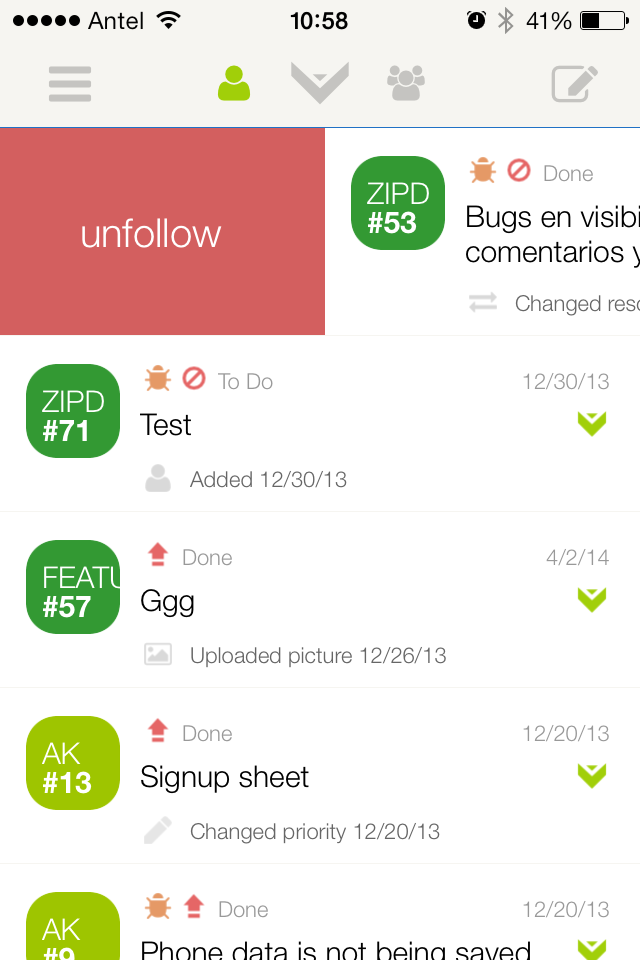 Antel 10:58 41%
unfollow
ZIPD
#53
Done
Bugs en
comentarios y
Changed
ZIPD
#71
To Do 12/30/13
Test
Added 12/30/13
FEATU
#57
Done 4/2/14
Ggg
Uploaded picture 12/26/13
AK
#13
Done 12/20/13
Signup sheet
Changed priority 12/20/13
AK
#9
Done 12/20/13
Phone data is not being saved